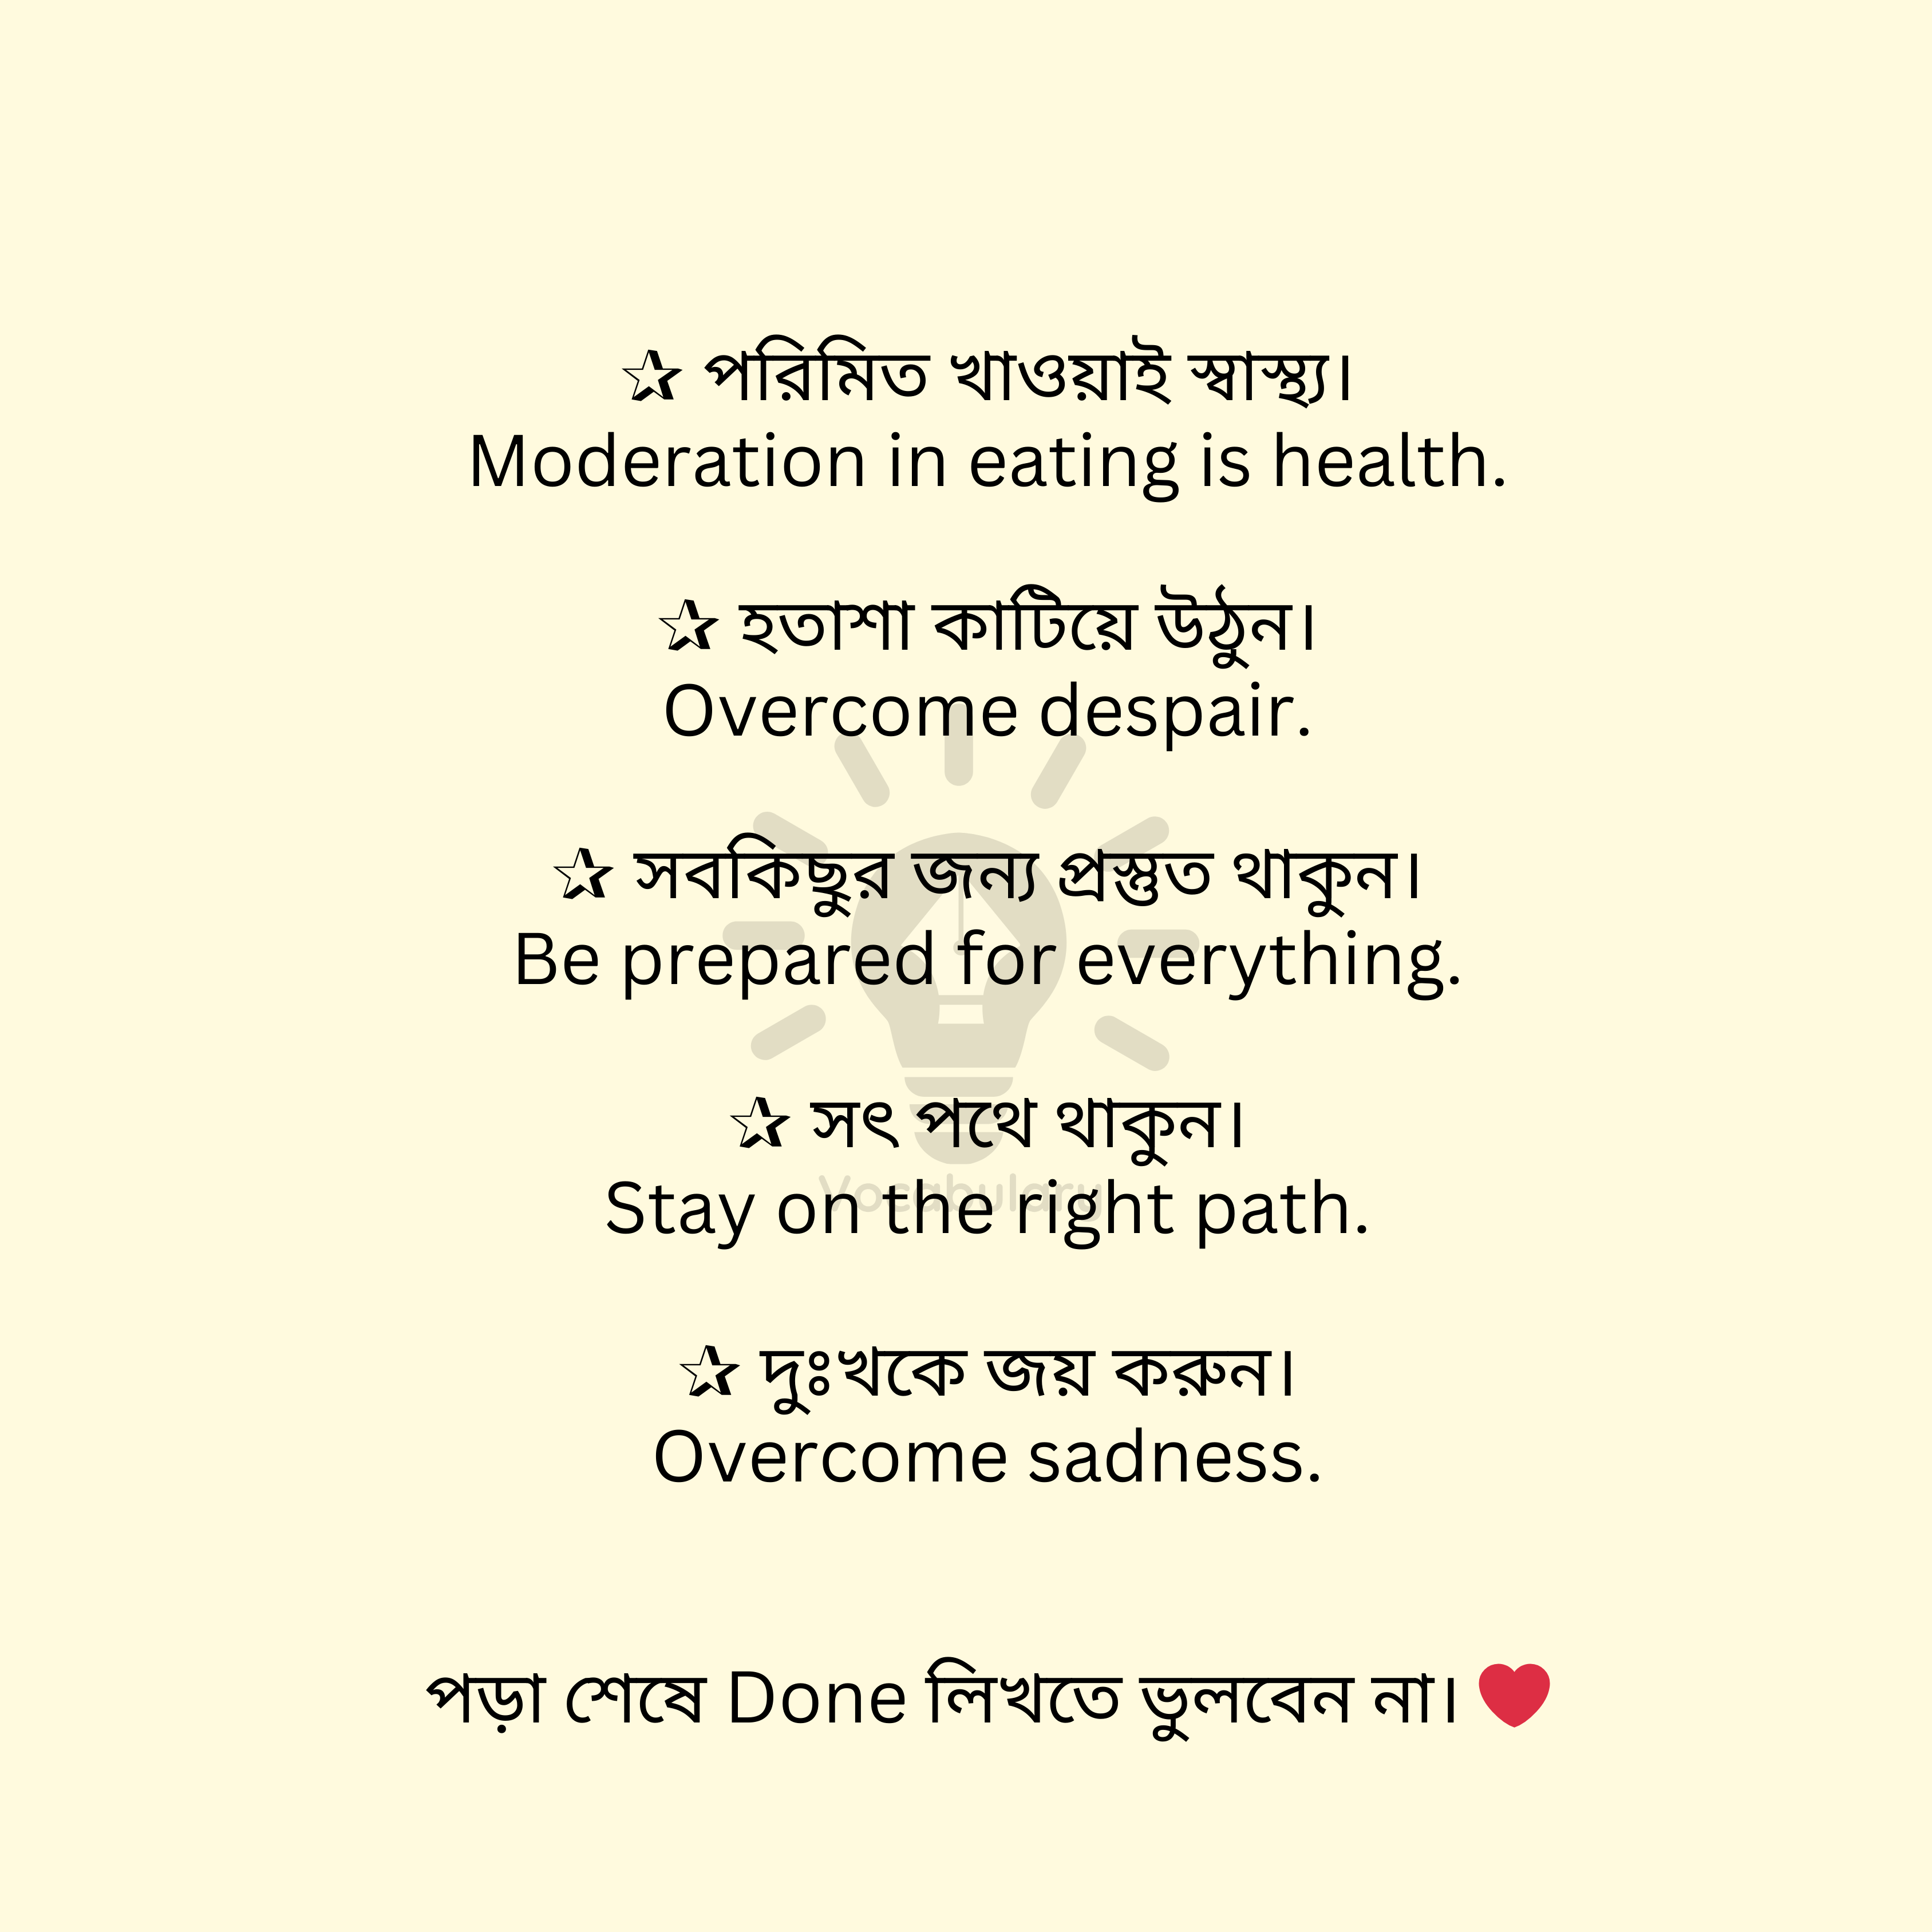 ☆ পরিমিত খাওয়াই স্বাস্থ্য।
Moderation in eating is health.
☆ হতাশা কাটিয়ে উঠুন।
Overcome despair.
☆ সবকিছুর জন্য প্রস্তুত থাকুন।
Be prepared for everything.
☆ সৎ পথে থাকুন।
Vocabulary
Stay on the right path.
☆ দুঃখকে জয় করুন।
Overcome sadness.
পড়া শেষে Done লিখতে ভুলবেন না। ❤️